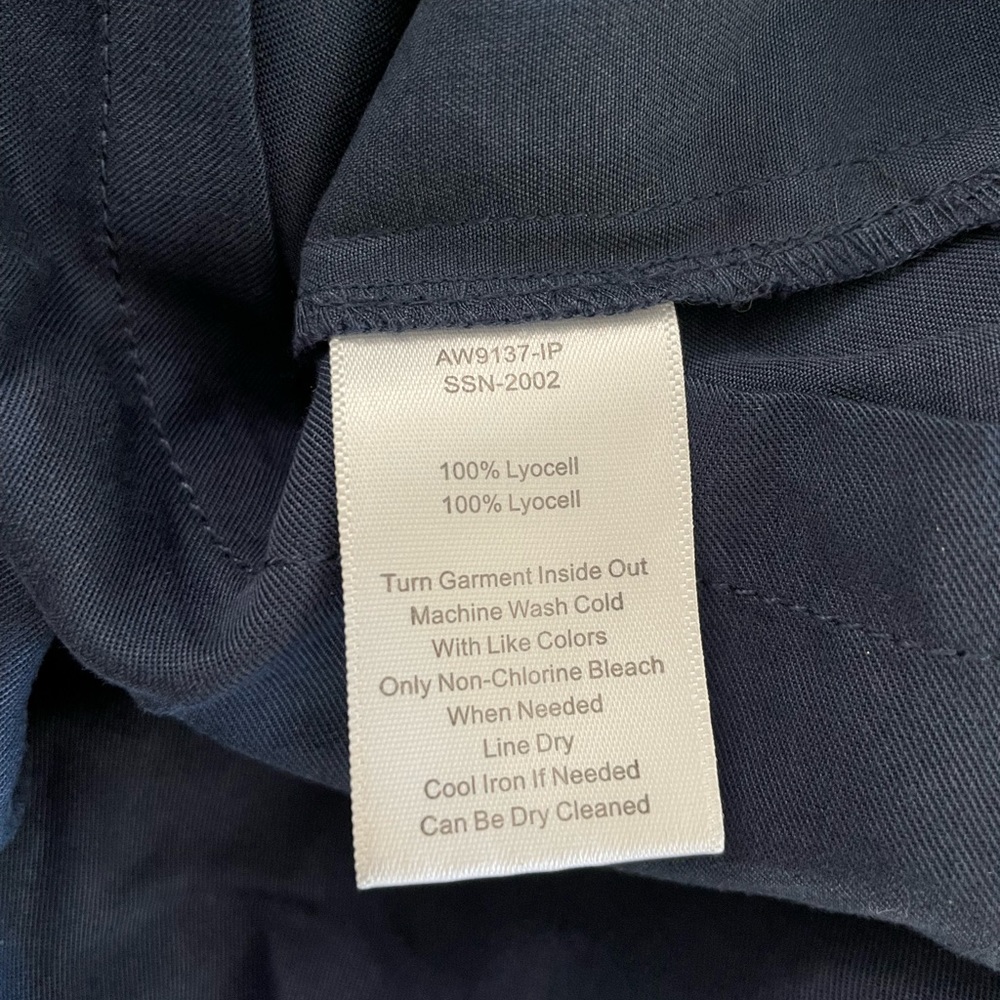 AW9137-IP
SSN-2002
100% Lyocell
100% Lyocell
Turn Garment Inside Out
Machine Wash Cold
With Like Colors
Only Non-Chlorine Bleach
When Needed
Line Dry
Cool Iron If Needed
Can Be Dry Cleaned